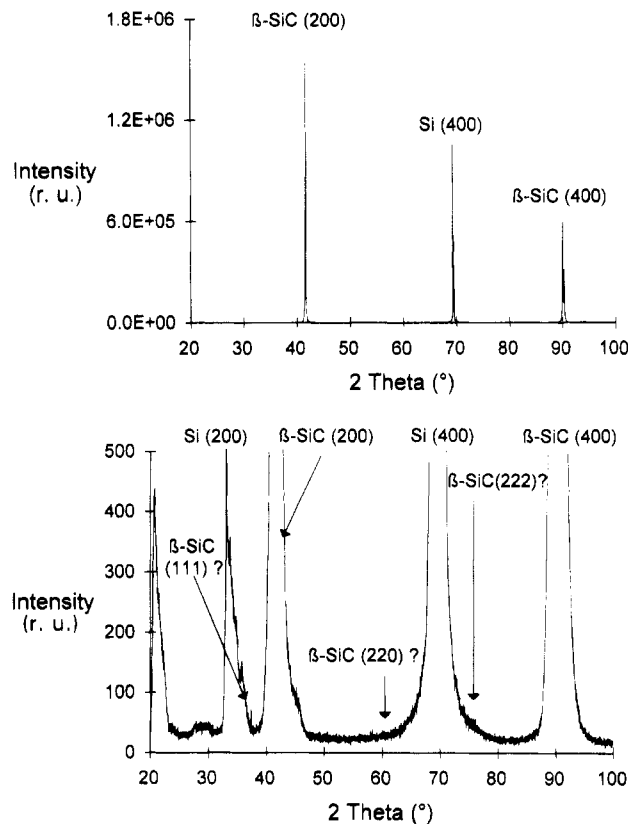 1.8E+06
ß-SiC (200)
1.2E+06
Si (400)
Intensity
(r. u.)
ß-SiC (400)
6.0E+05
0.0E+00
20 30 40 50 60 70 80 90 100
2 Theta (°)
Si (200) ß-SiC (200) Si (400) ß-SiC (400)
500
ß-SiC(222)?
400
ß-SiC
(111) ?
300
Intensity
(r. u.)
200
ß-SiC (220) ?
100
0
20 30 40 50 60 70 80 90 100
2 Theta (°)